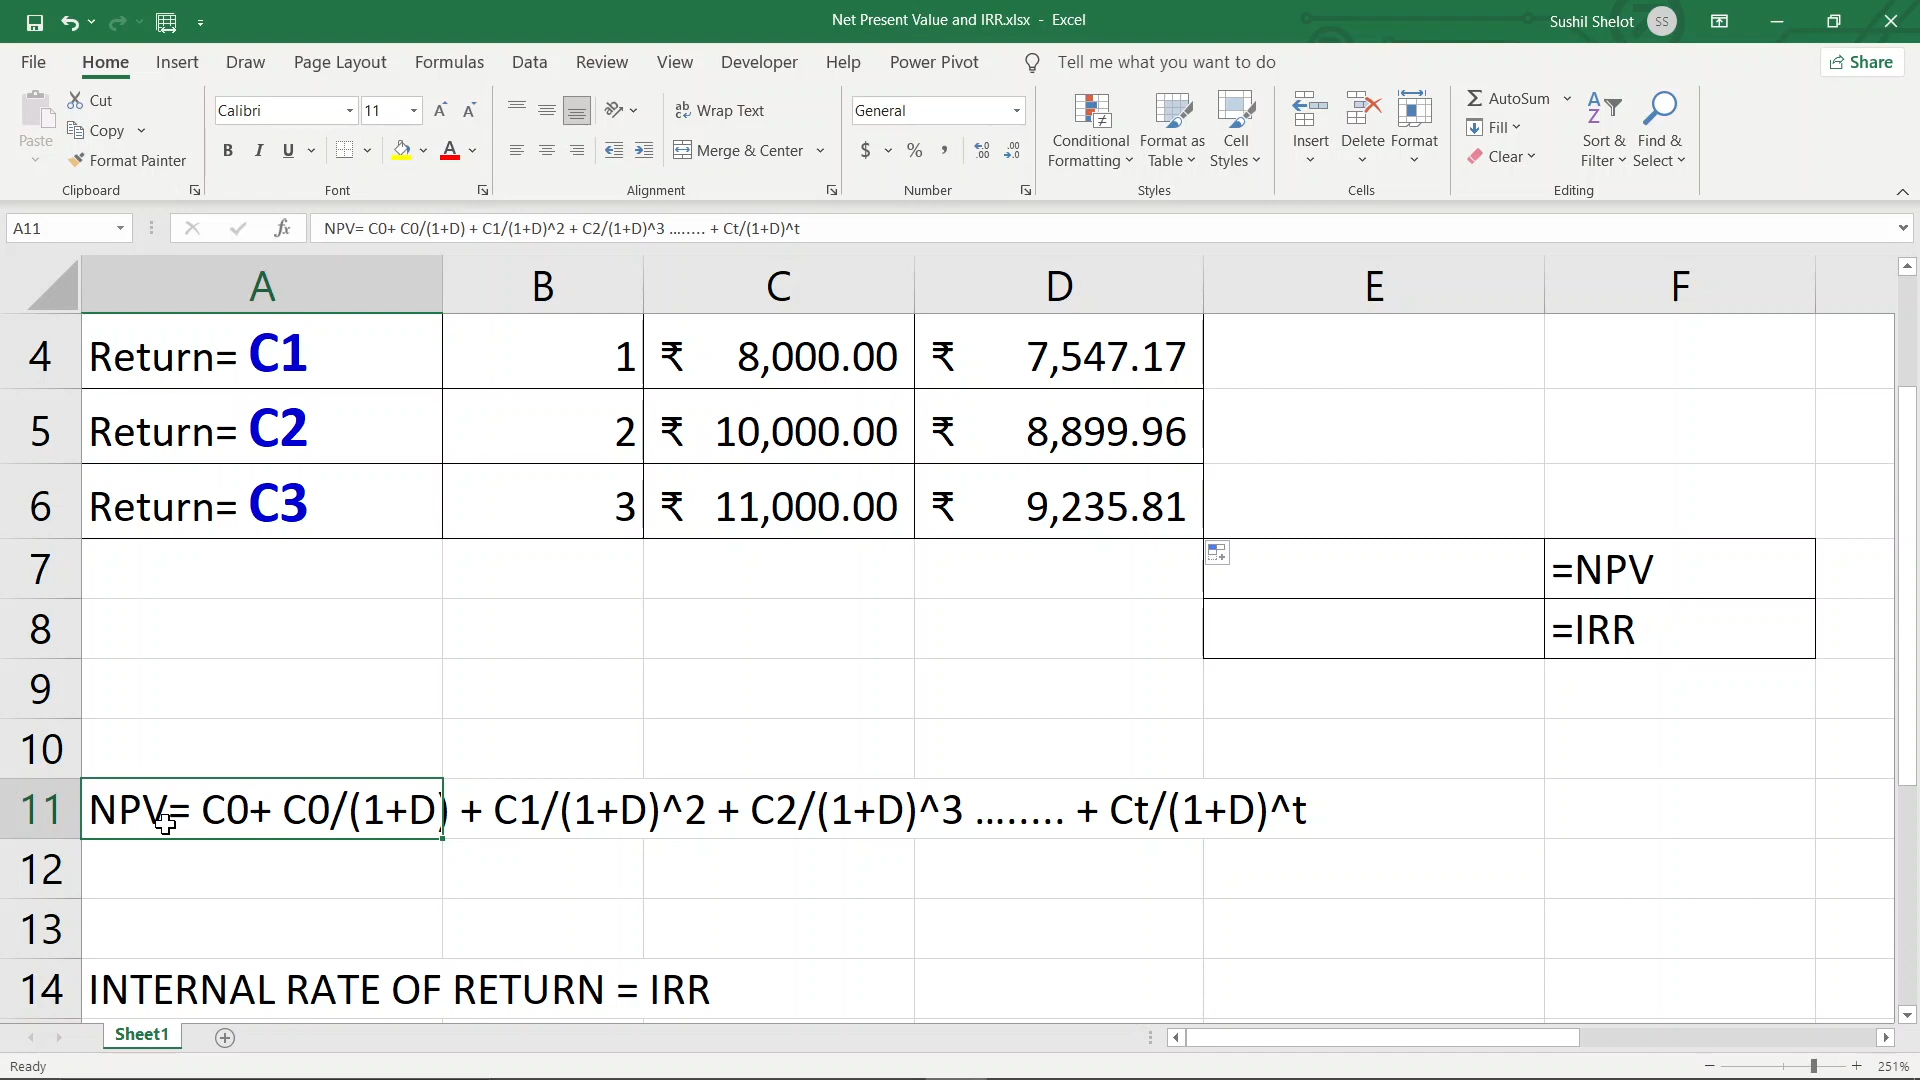 Net Present Value and IRR.xlsx - Excel
Sushil Shelot SS
File Home Insert Draw Page Layout Formulas Data Review View Developer Help Power Pivot Tell me what you want to do Share
Paste
Cut
Copy
Format Painter
Clipboard
Calibri 11 A A
B I U A
Font
ab Wrap Text
Merge & Center
Alignment
General
$ % ,
Number
Conditional Formatting
Format as Table
Cell Styles
Styles
Insert
Delete
Format
Cells
AutoSum
Fill
Clear
Sort & Filter
Find & Select
Editing
A11 fx NPV= C0+ C0/(1+D) + C1/(1+D)^2 + C2/(1+D)^3 ........ + Ct/(1+D)^t
A B C D E F
4 Return= C1 1 ₹ 8,000.00 ₹ 7,547.17
5 Return= C2 2 ₹ 10,000.00 ₹ 8,899.96
6 Return= C3 3 ₹ 11,000.00 ₹ 9,235.81
7 =NPV
8 =IRR
9
10
11 NPV= C0+ C0/(1+D) + C1/(1+D)^2 + C2/(1+D)^3 ........ + Ct/(1+D)^t
12
13
14 INTERNAL RATE OF RETURN = IRR
Sheet1
Ready 251%